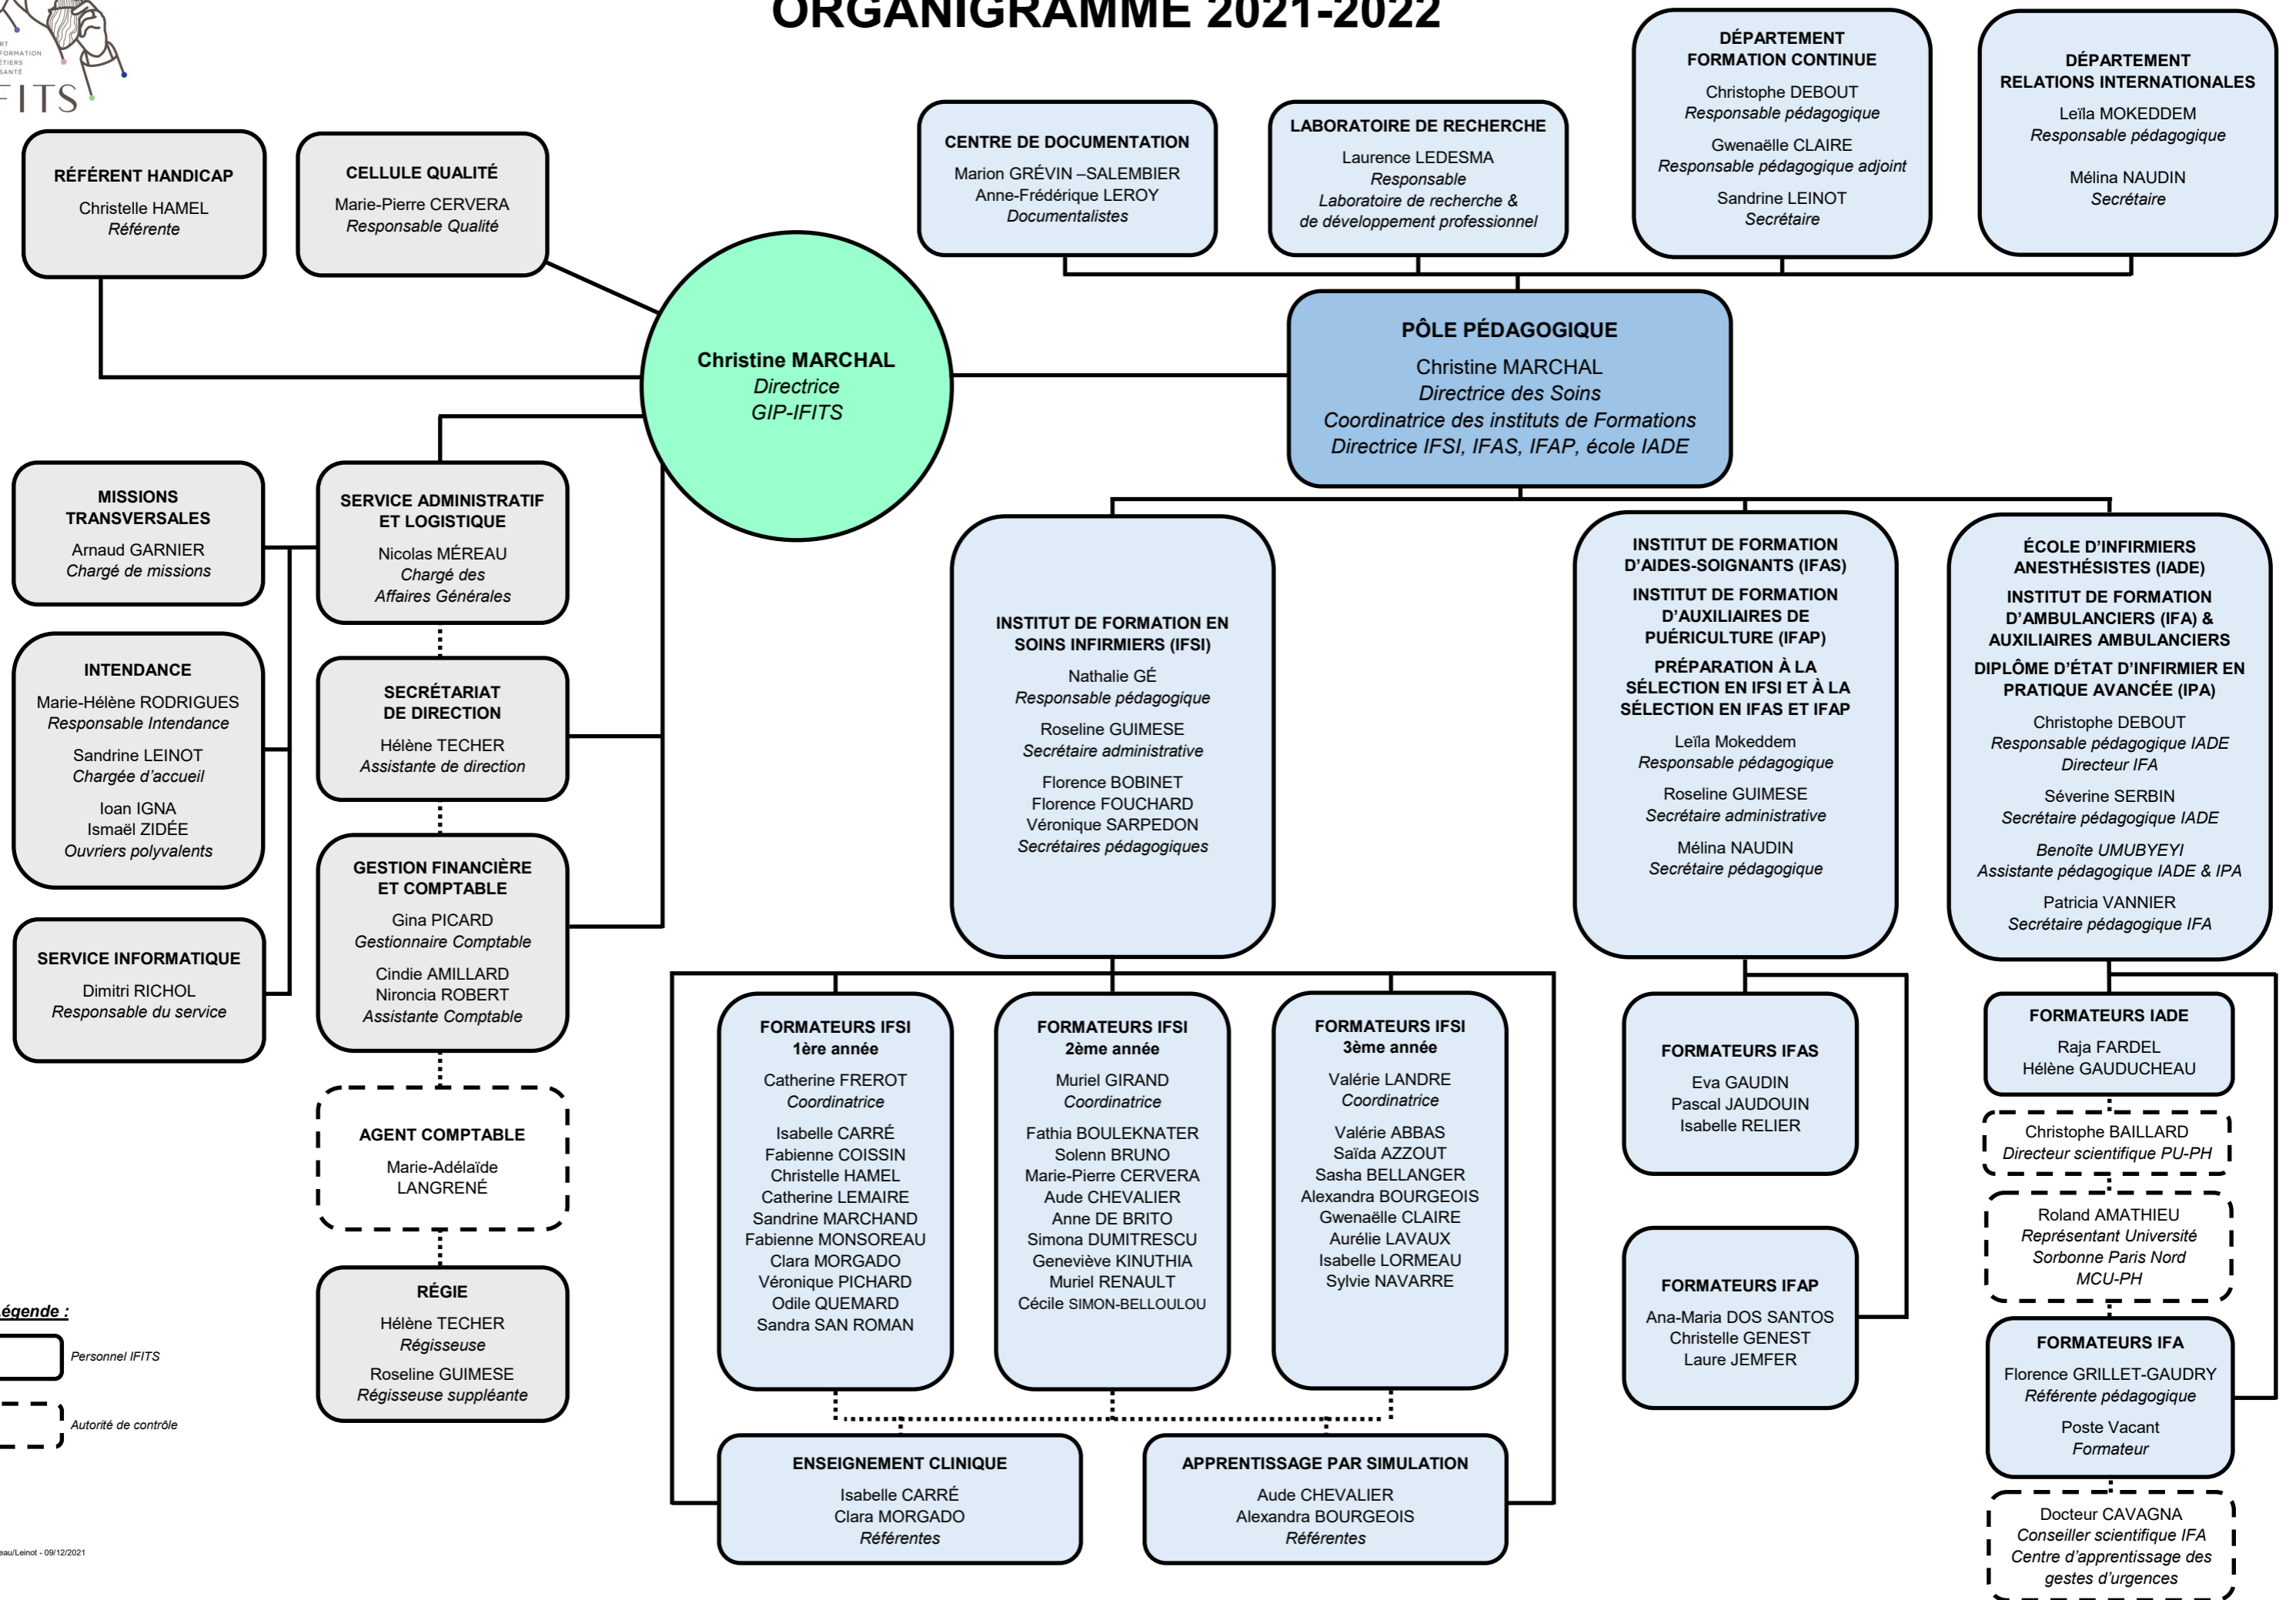 ORGANIGRAMME 2021-2022
FORMATION
SANTÉ
FITS
RÉFÉRENT HANDICAP
Christelle HAMEL
Référente
CELLULE QUALITÉ
Marie-Pierre CERVERA
Responsable Qualité
CENTRE DE DOCUMENTATION
Marion GRÉVIN –SALEMBIER
Anne-Frédérique LEROY
Documentalistes
LABORATOIRE DE RECHERCHE
Laurence LEDESMA
Responsable
Laboratoire de recherche &
de développement professionnel
DÉPARTEMENT
FORMATION CONTINUE
Christophe DEBOUT
Responsable pédagogique
Gwenaëlle CLAIRE
Responsable pédagogique adjoint
Sandrine LEINOT
Secrétaire
DÉPARTEMENT
RELATIONS INTERNATIONALES
Leïla MOKEDDEM
Responsable pédagogique
Mélina NAUDIN
Secrétaire
Christine MARCHAL
Directrice
GIP-IFITS
PÔLE PÉDAGOGIQUE
Christine MARCHAL
Directrice des Soins
Coordinatrice des instituts de Formations
Directrice IFSI, IFAS, IFAP, école IADE
MISSIONS
TRANSVERSALES
Arnaud GARNIER
Chargé de missions
SERVICE ADMINISTRATIF
ET LOGISTIQUE
Nicolas MÉREAU
Chargé des
Affaires Générales
INTENDANCE
Marie-Hélène RODRIGUES
Responsable Intendance
Sandrine LEINOT
Chargée d'accueil
Ioan IGNA
Ismaël ZIDÉE
Ouvriers polyvalents
SECRÉTARIAT
DE DIRECTION
Hélène TECHER
Assistante de direction
GESTION FINANCIÈRE
ET COMPTABLE
Gina PICARD
Gestionnaire Comptable
Cindie AMILLARD
Nironcia ROBERT
Assistante Comptable
SERVICE INFORMATIQUE
Dimitri RICHOL
Responsable du service
AGENT COMPTABLE
Marie-Adélaïde
LANGRENÉ
RÉGIE
Hélène TECHER
Régisseuse
Roseline GUIMESE
Régisseuse suppléante
INSTITUT DE FORMATION EN
SOINS INFIRMIERS (IFSI)
Nathalie GÉ
Responsable pédagogique
Roseline GUIMESE
Secrétaire administrative
Florence BOBINET
Florence FOUCHARD
Véronique SARPEDON
Secrétaires pédagogiques
INSTITUT DE FORMATION
D'AIDES-SOIGNANTS (IFAS)
INSTITUT DE FORMATION
D'AUXILIAIRES DE
PUÉRICULTURE (IFAP)
PRÉPARATION À LA
SÉLECTION EN IFSI ET À LA
SÉLECTION EN IFAS ET IFAP
Leïla Mokeddem
Responsable pédagogique
Roseline GUIMESE
Secrétaire administrative
Mélina NAUDIN
Secrétaire pédagogique
ÉCOLE D'INFIRMIERS
ANESTHÉSISTES (IADE)
INSTITUT DE FORMATION
D'AMBULANCIERS (IFA) &
AUXILIAIRES AMBULANCIERS
DIPLÔME D'ÉTAT D'INFIRMIER EN
PRATIQUE AVANCÉE (IPA)
Christophe DEBOUT
Responsable pédagogique IADE
Directeur IFA
Séverine SERBIN
Secrétaire pédagogique IADE
Benoîte UMUBYEYI
Assistante pédagogique IADE & IPA
Patricia VANNIER
Secrétaire pédagogique IFA
FORMATEURS IFSI
1ère année
Catherine FREROT
Coordinatrice
Isabelle CARRÉ
Fabienne COISSIN
Christelle HAMEL
Catherine LEMAIRE
Sandrine MARCHAND
Fabienne MONSOREAU
Clara MORGADO
Véronique PICHARD
Odile QUEMARD
Sandra SAN ROMAN
FORMATEURS IFSI
2ème année
Muriel GIRAND
Coordinatrice
Fathia BOULEKNATER
Solenn BRUNO
Marie-Pierre CERVERA
Aude CHEVALIER
Anne DE BRITO
Simona DUMITRESCU
Geneviève KINUTHIA
Muriel RENAULT
Cécile SIMON-BELLOULOU
FORMATEURS IFSI
3ème année
Valérie LANDRE
Coordinatrice
Valérie ABBAS
Saïda AZZOUT
Sasha BELLANGER
Alexandra BOURGEOIS
Gwenaëlle CLAIRE
Aurélie LAVAUX
Isabelle LORMEAU
Sylvie NAVARRE
ENSEIGNEMENT CLINIQUE
Isabelle CARRÉ
Clara MORGADO
Référentes
APPRENTISSAGE PAR SIMULATION
Aude CHEVALIER
Alexandra BOURGEOIS
Référentes
FORMATEURS IFAS
Eva GAUDIN
Pascal JAUDOUIN
Isabelle RELIER
FORMATEURS IFAP
Ana-Maria DOS SANTOS
Christelle GENEST
Laure JEMFER
FORMATEURS IADE
Raja FARDEL
Hélène GAUDUCHEAU
Christophe BAILLARD
Directeur scientifique PU-PH
Roland AMATHIEU
Représentant Université
Sorbonne Paris Nord
MCU-PH
FORMATEURS IFA
Florence GRILLET-GAUDRY
Référente pédagogique
Poste Vacant
Formateur
Docteur CAVAGNA
Conseiller scientifique IFA
Centre d'apprentissage des
gestes d'urgences
égende :
Personnel IFITS
Autorité de contrôle
eau/Leinot - 09/12/2021